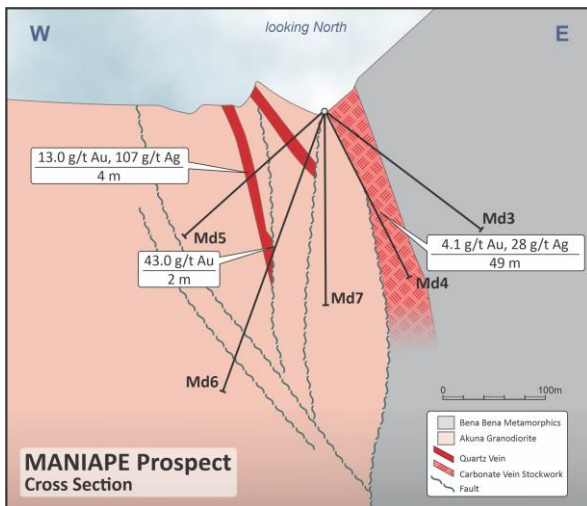 W
looking North
E
13.0 g/t Au, 107 g/t Ag
4 m
Md3
Md5
4.1 g/t Au, 28 g/t Ag
49 m
43.0 g/t Au
2 m
Md4
Md7
Md6
0
100m
Bena Bena Metamorphics
Akuna Granodiorite
Quartz Vein
Carbonate Vein Stockwork
Fault
MANIAPE Prospect
Cross Section